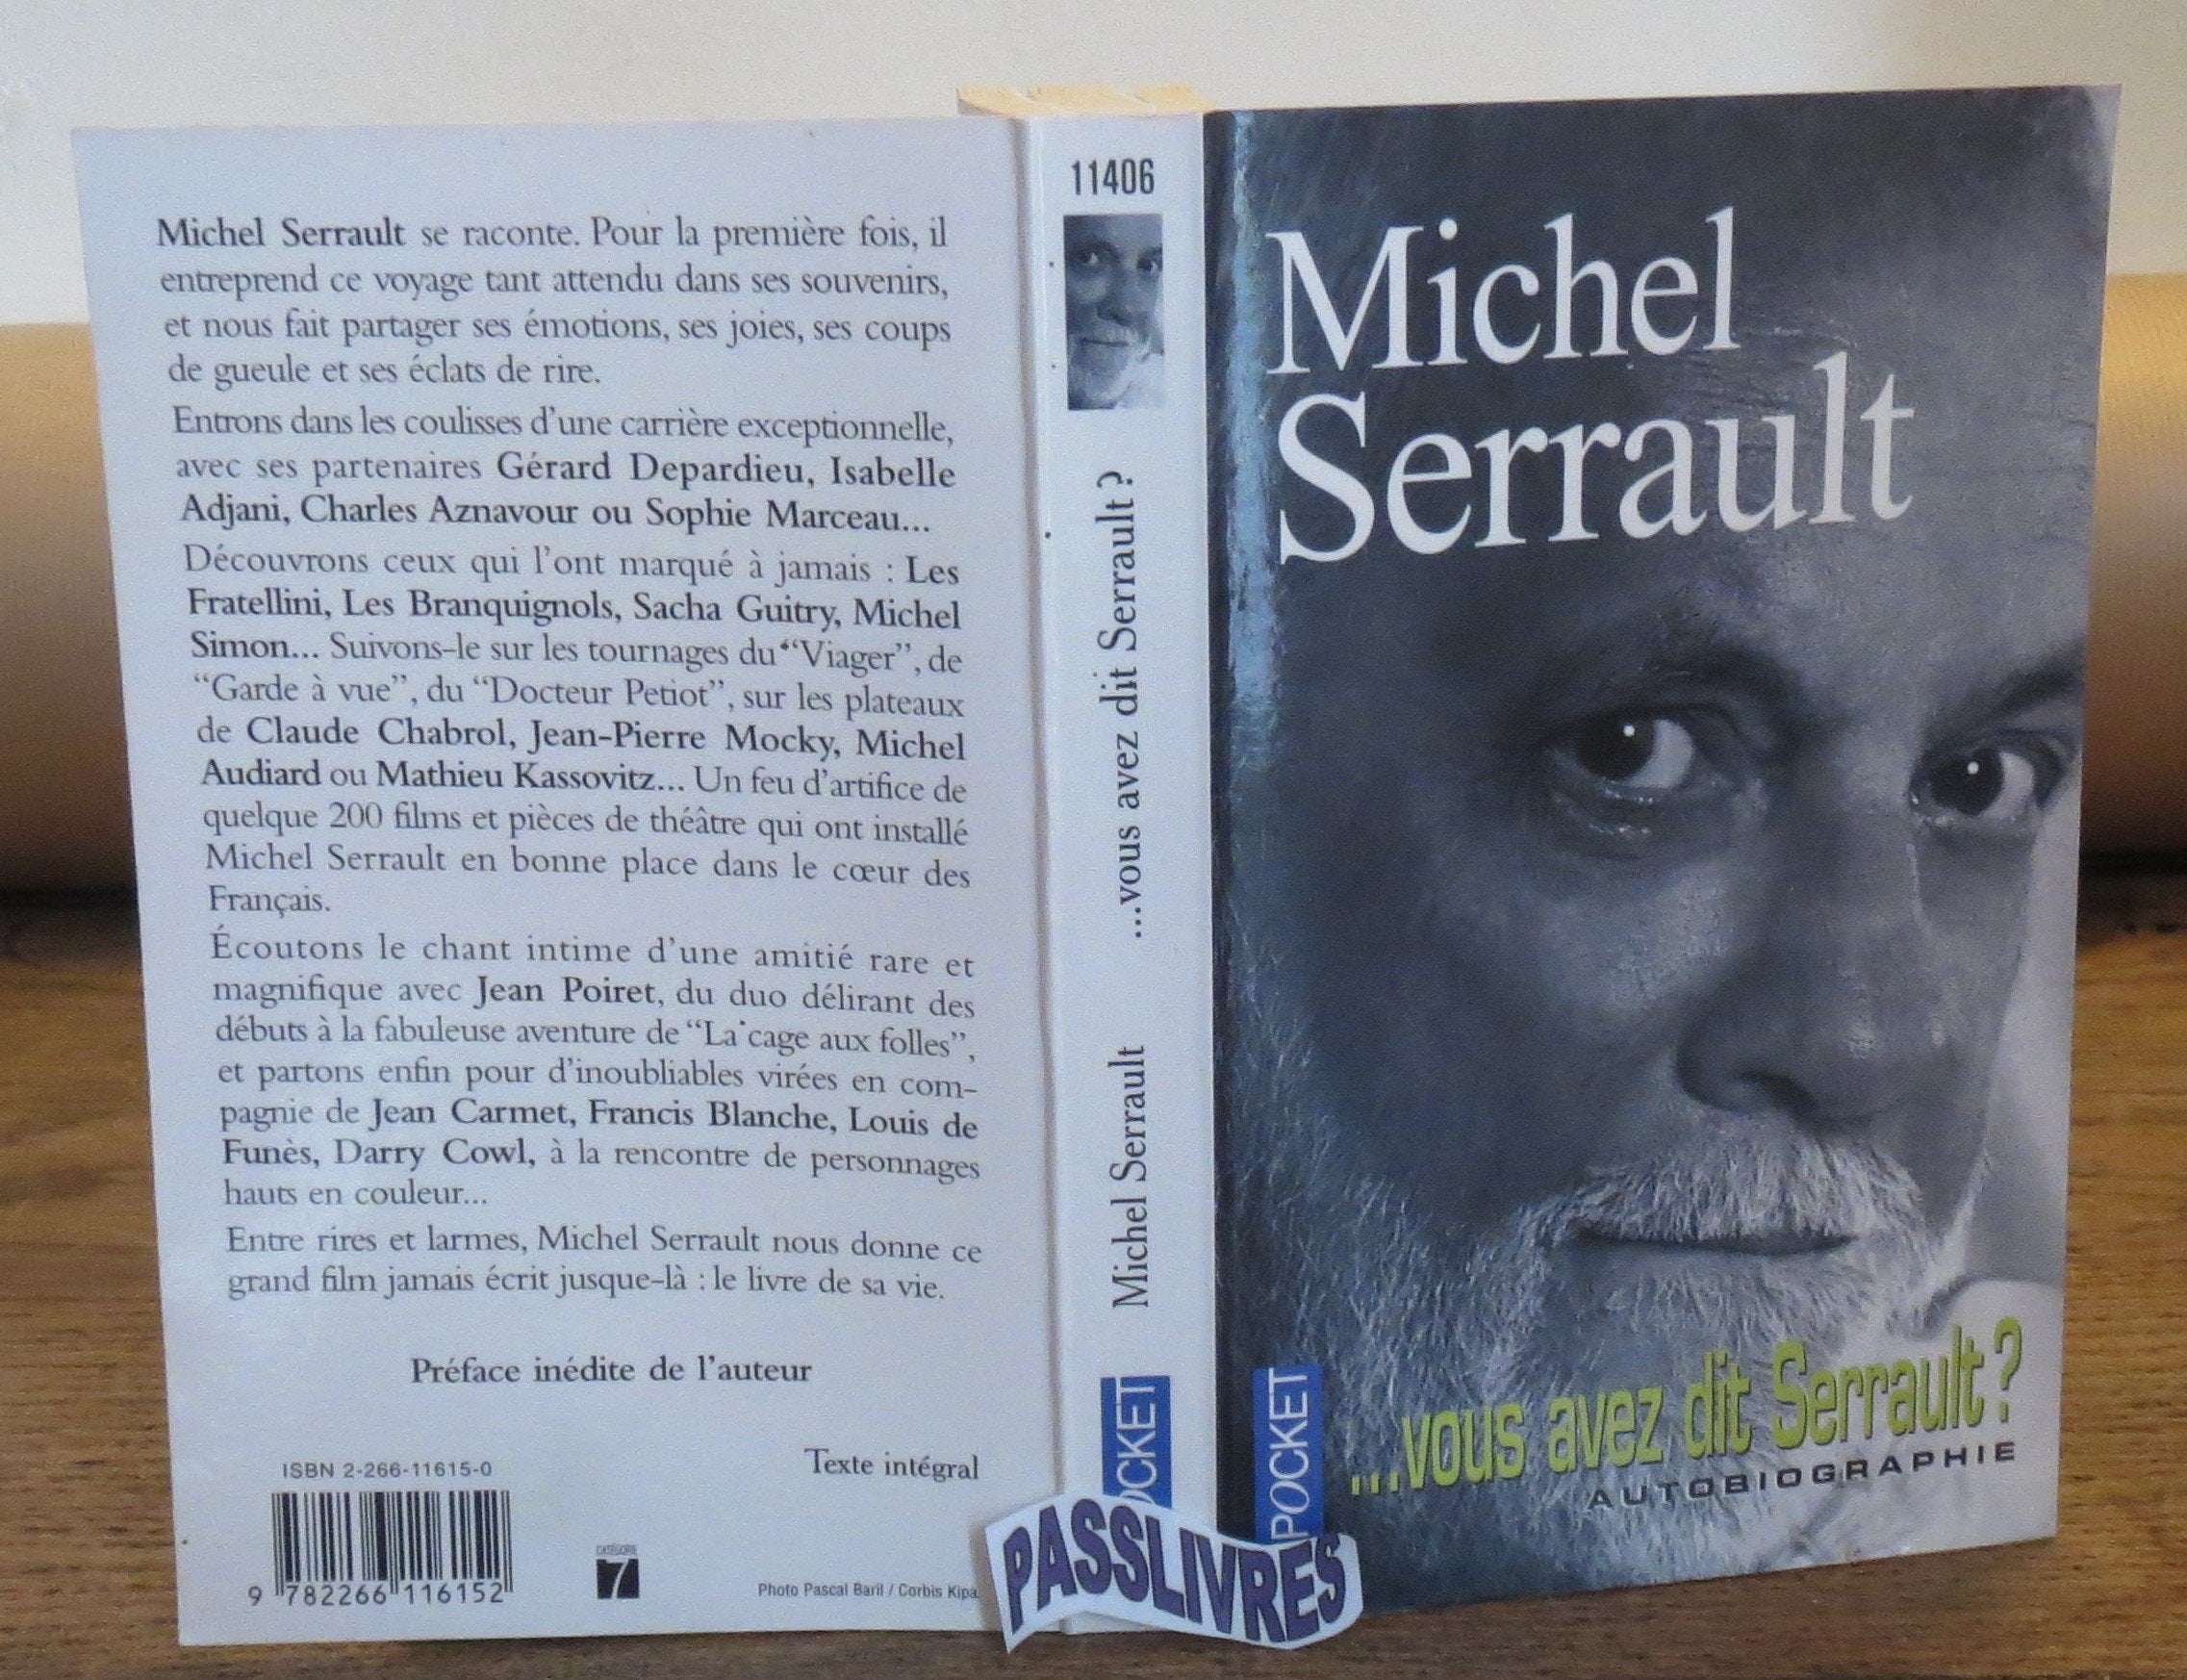 Michel Serrault se raconte. Pour la première fois, il
entreprend ce voyage tant attendu dans ses souvenirs,
et nous fait partager ses émotions, ses joies, ses coups
de gueule et ses éclats de rire.
Entrons dans les coulisses d'une carrière exceptionnelle,
avec ses partenaires Gérard Depardieu, Isabelle
Adjani, Charles Aznavour ou Sophie Marceau...
Découvrons ceux qui l'ont marqué à jamais : Les
Fratellini, Les Branquignols, Sacha Guitry, Michel
Simon... Suivons-le sur les tournages du “Viager”, de
“Garde à vue”, du “Docteur Petiot”, sur les plateaux
de Claude Chabrol, Jean-Pierre Mocky, Michel
Audiard ou Mathieu Kassovitz... Un feu d'artifice de
quelque 200 films et pièces de théâtre qui ont installé
Michel Serrault en bonne place dans le cœur des
Français.
Écoutons le chant intime d'une amitié rare et
magnifique avec Jean Poiret, du duo délirant des
débuts à la fabuleuse aventure de “La cage aux folles”,
et partons enfin pour d'inoubliables virées en com-
pagnie de Jean Carmet, Francis Blanche, Louis de
Funès, Darry Cowl, à la rencontre de personnages
hauts en couleur...
Entre rires et larmes, Michel Serrault nous donne ce
grand film jamais écrit jusque-là : le livre de sa vie.
Préface inédite de l'auteur
Texte intégral
ISBN 2-266-11615-0
9 782266 116152
CATÉGORIE
7
Photo Pascal Baril / Corbis Kipa
11406
Michel Serrault ...vous avez dit Serrault ?
POCKET
Michel
Serrault
...vous avez dit Serrault ?
AUTOBIOGRAPHIE
POCKET
PASSLIVRES